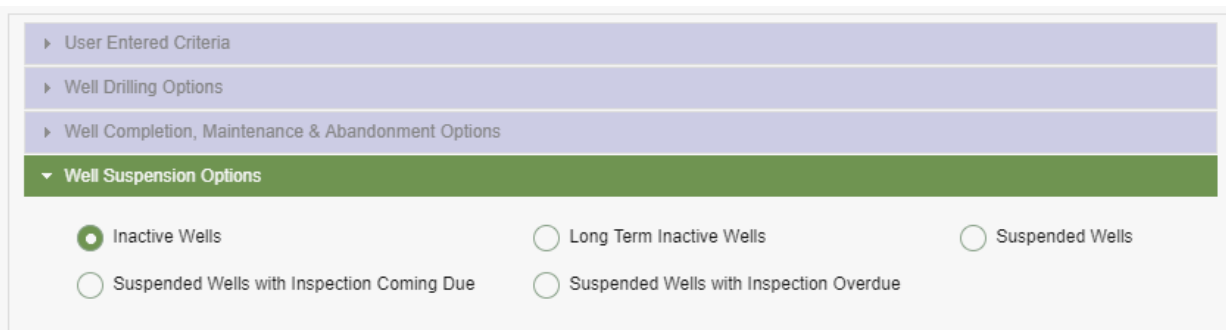 User Entered Criteria
Well Drilling Options
Well Completion, Maintenance & Abandonment Options
Well Suspension Options
Inactive Wells Long Term Inactive Wells Suspended Wells
Suspended Wells with Inspection Coming Due Suspended Wells with Inspection Overdue